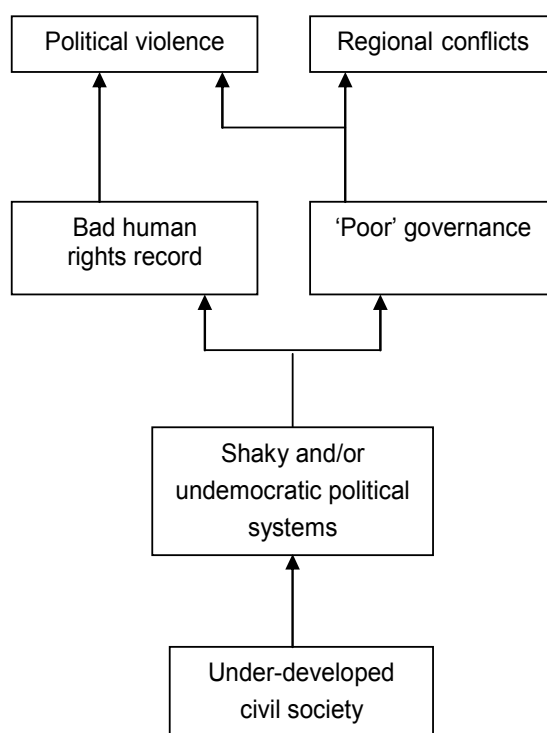 Political violence
Regional conflicts
Bad human
rights record
‘Poor’ governance
Shaky and/or
undemocratic political
systems
Under-developed
civil society